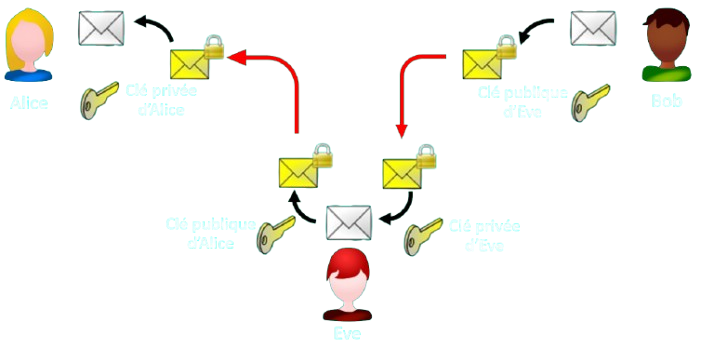 Alice
Clé privée
d'Alice
Clé publique
d'Eve
Bob
Clé publique
d'Alice
Clé privée
d'Eve
Eve